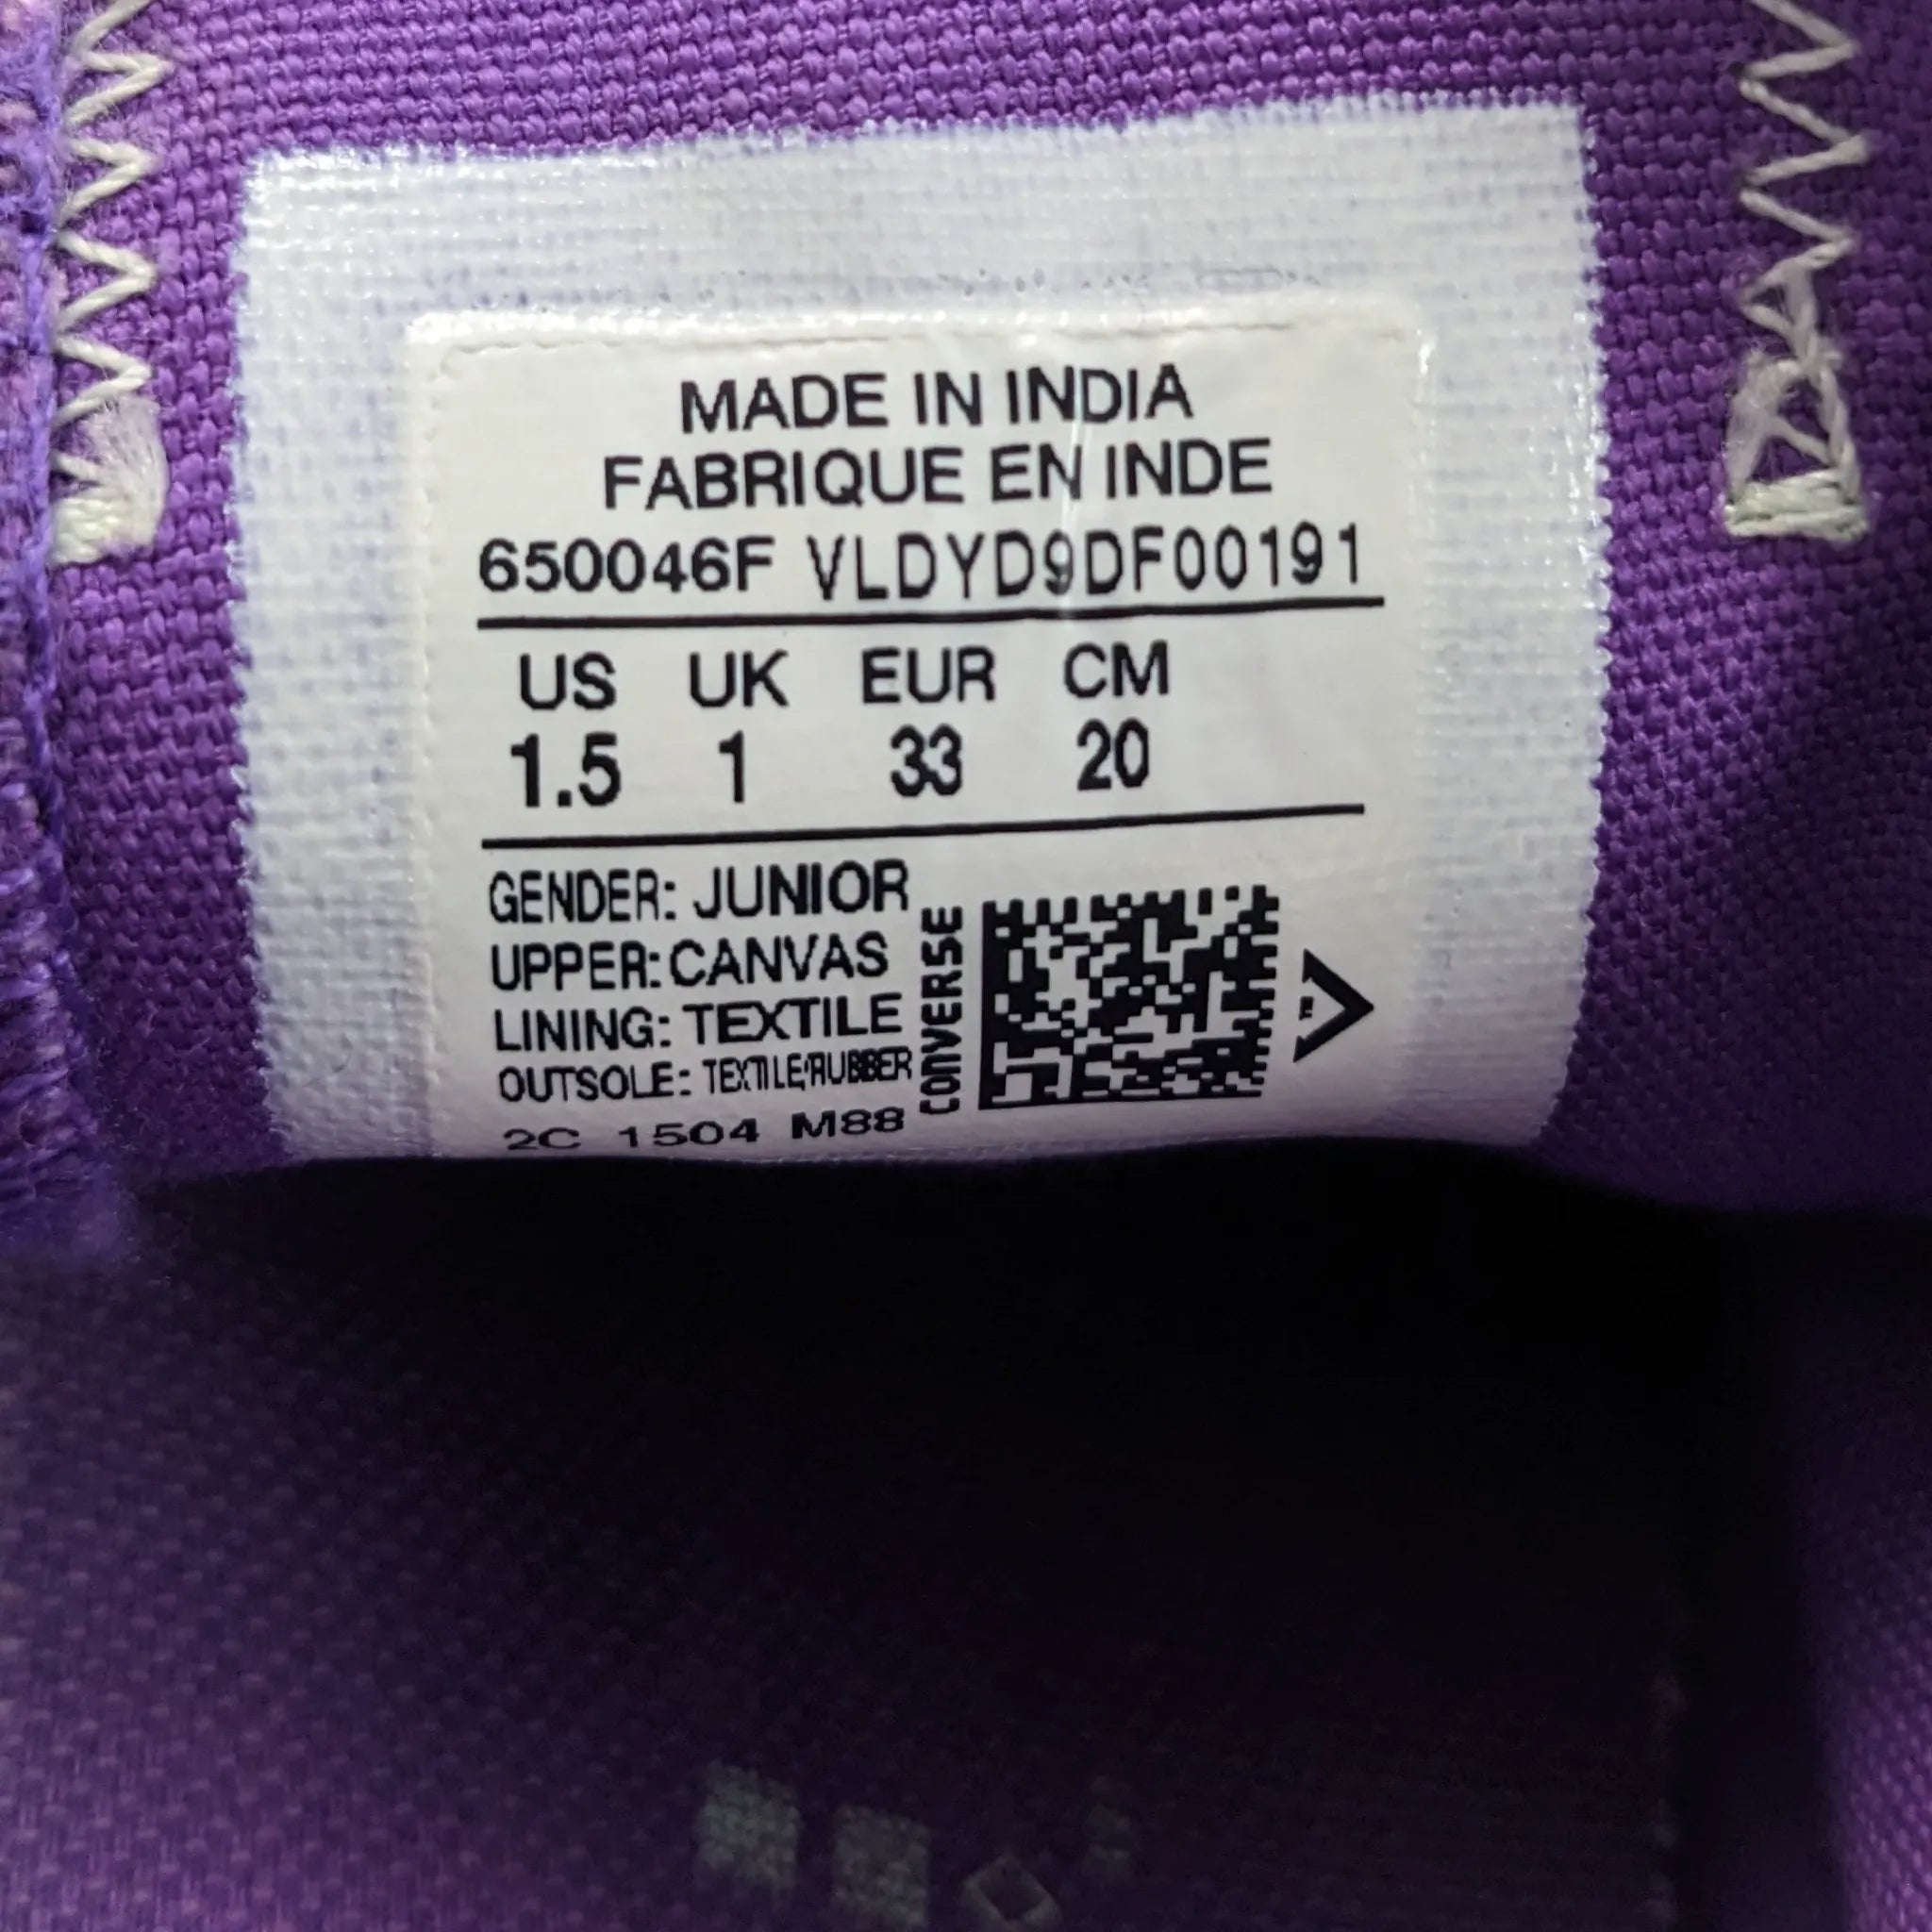 MADE IN INDIA
FABRIQUE EN INDE
650046F VLDYD9DF00191
US UK EUR CM
1.5 1 33 20
GENDER: JUNIOR
UPPER: CANVAS
LINING: TEXTILE
OUTSOLE: TEXTILE/RUBBER
2C 1504 M88
CONVERSE